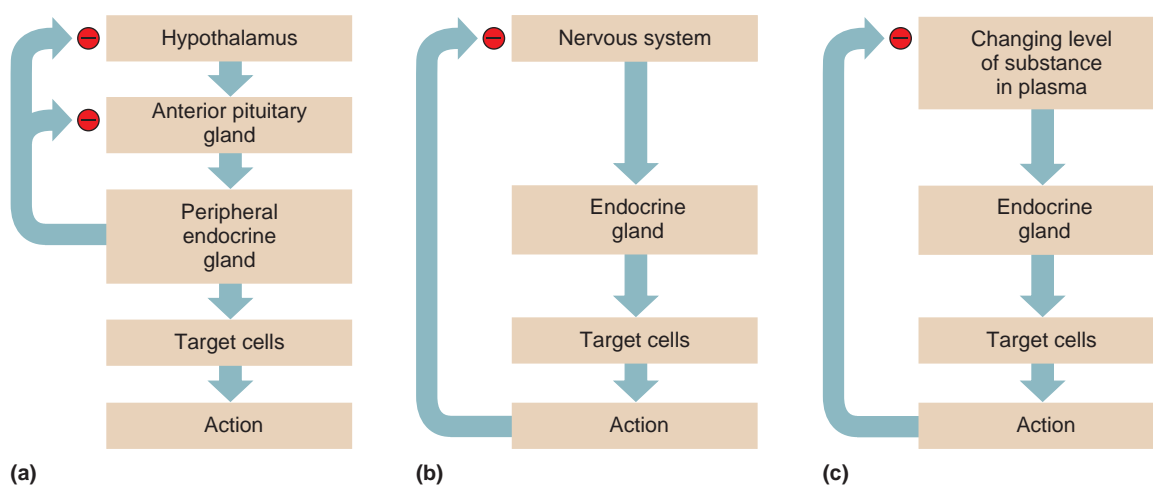 Hypothalamus
Anterior pituitary
gland
Peripheral
endocrine
gland
Target cells
Action
(a)
Nervous system
Endocrine
gland
Target cells
Action
(b)
Changing level
of substance
in plasma
Endocrine
gland
Target cells
Action
(c)